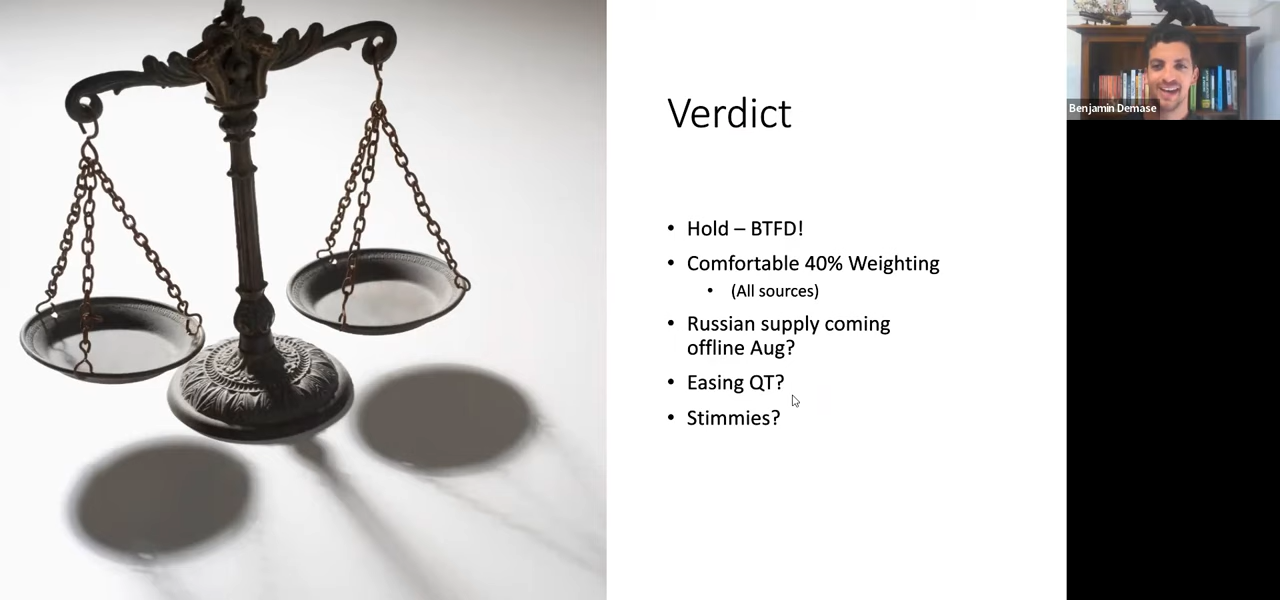 Verdict
• Hold – BTFD!
• Comfortable 40% Weighting
• (All sources)
• Russian supply coming
offline Aug?
• Easing QT?
• Stimmies?
Benjamin Demase